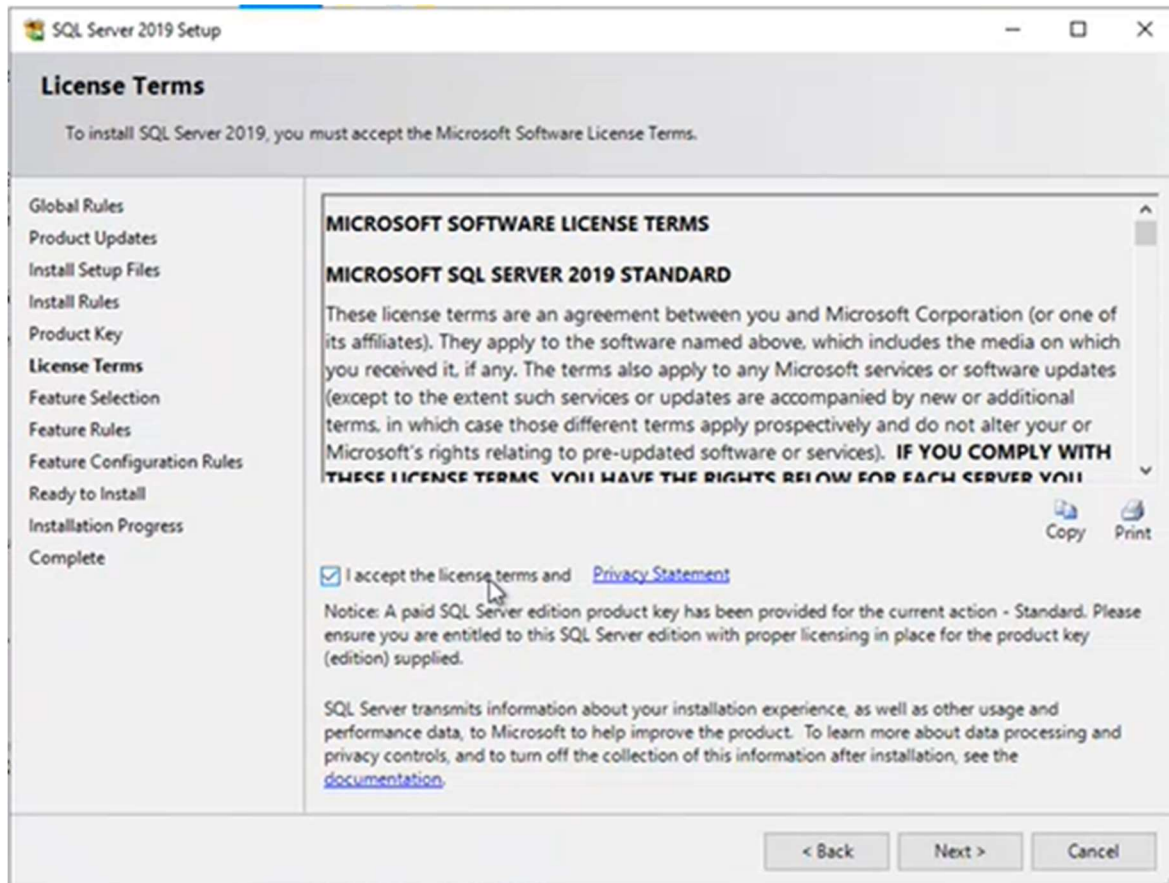 SQL Server 2019 Setup
License Terms
To install SQL Server 2019, you must accept the Microsoft Software License Terms.
Global Rules
Product Updates
Install Setup Files
Install Rules
Product Key
License Terms
Feature Selection
Feature Rules
Feature Configuration Rules
Ready to Install
Installation Progress
Complete
MICROSOFT SOFTWARE LICENSE TERMS
MICROSOFT SQL SERVER 2019 STANDARD
These license terms are an agreement between you and Microsoft Corporation (or one of
its affiliates). They apply to the software named above, which includes the media on which
you received it, if any. The terms also apply to any Microsoft services or software updates
(except to the extent such services or updates are accompanied by new or additional
terms, in which case those different terms apply prospectively and do not alter your or
Microsoft's rights relating to pre-updated software or services). IF YOU COMPLY WITH
THESE LICENSE TERMS, YOU HAVE THE RIGHTS BELOW FOR EACH SERVER YOU
Copy Print
I accept the license terms and Privacy Statement
Notice: A paid SQL Server edition product key has been provided for the current action - Standard. Please
ensure you are entitled to this SQL Server edition with proper licensing in place for the product key
(edition) supplied.
SQL Server transmits information about your installation experience, as well as other usage and
performance data, to Microsoft to help improve the product. To learn more about data processing and
privacy controls, and to turn off the collection of this information after installation, see the
documentation.
< Back Next > Cancel